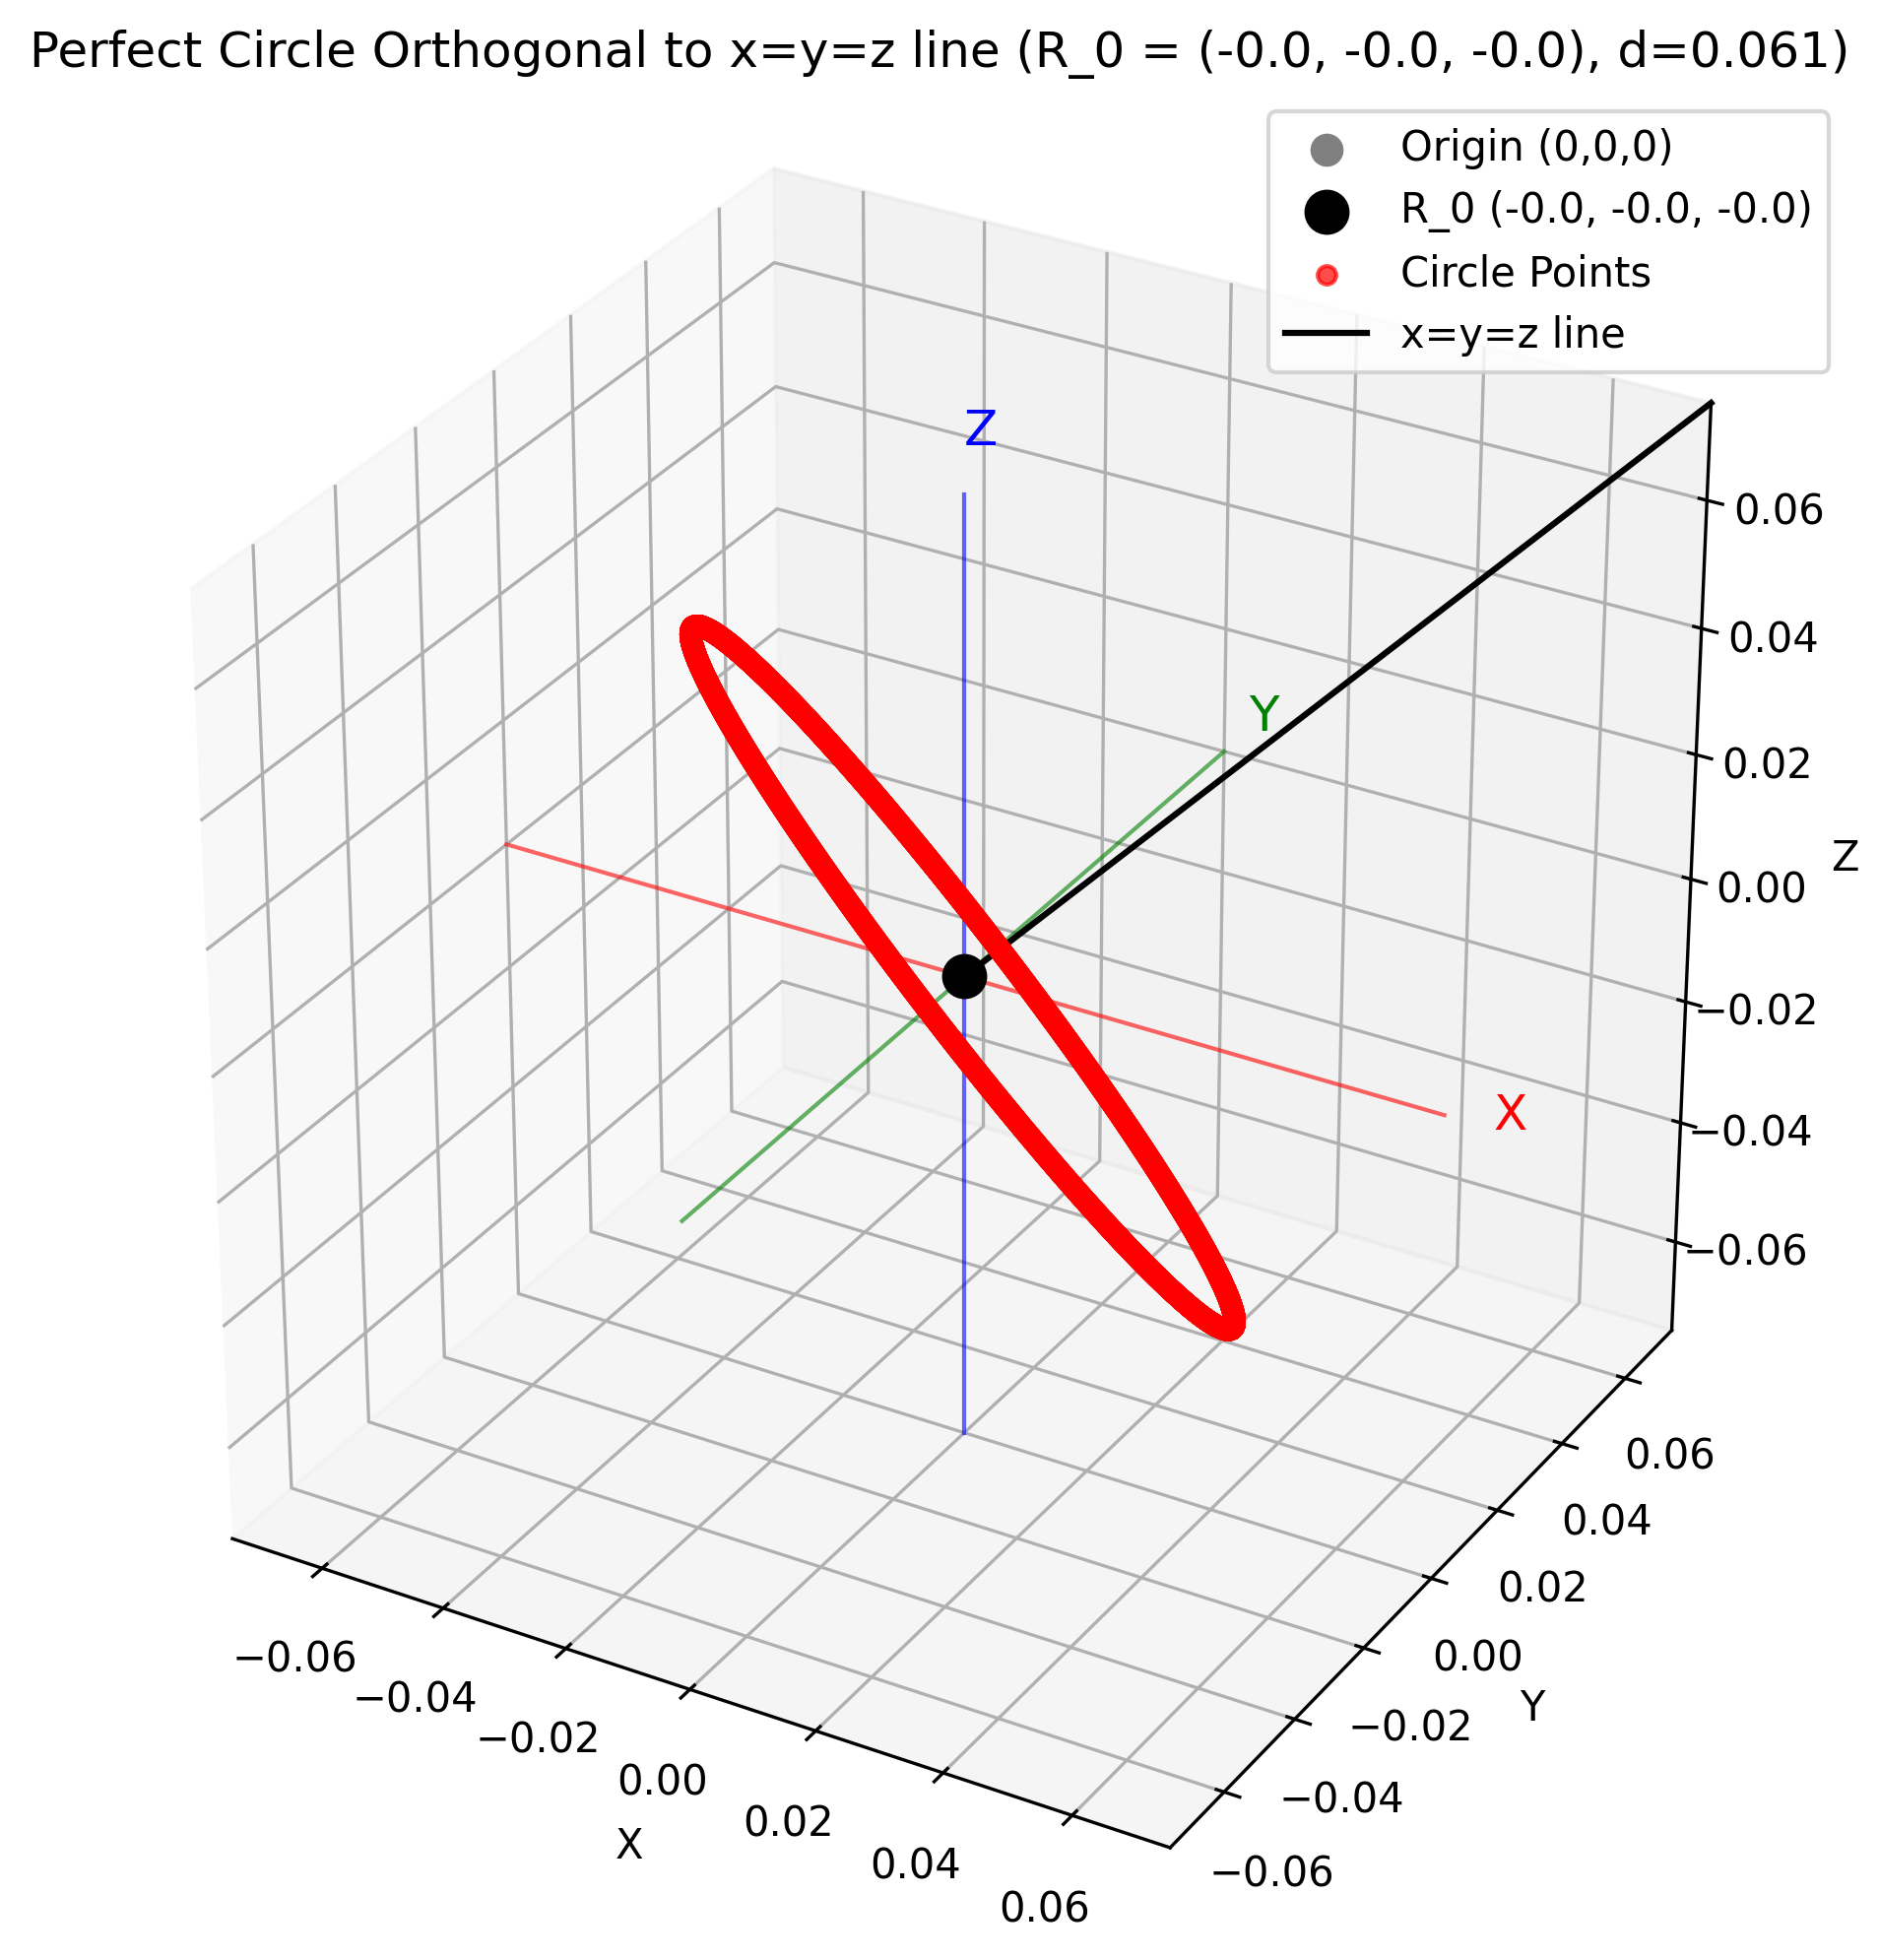 Perfect Circle Orthogonal to x=y=z line (R_0 = (-0.0, -0.0, -0.0), d=0.061)
Origin (0,0,0)
R_0 (-0.0, -0.0, -0.0)
Circle Points
x=y=z line
Z
Y
X
0.06
0.04
0.02
0.00
−0.02
−0.04
−0.06
Z
−0.06
−0.04
−0.02
0.00
0.02
0.04
0.06
X
0.06
0.04
0.02
0.00
−0.02
−0.04
−0.06
Y